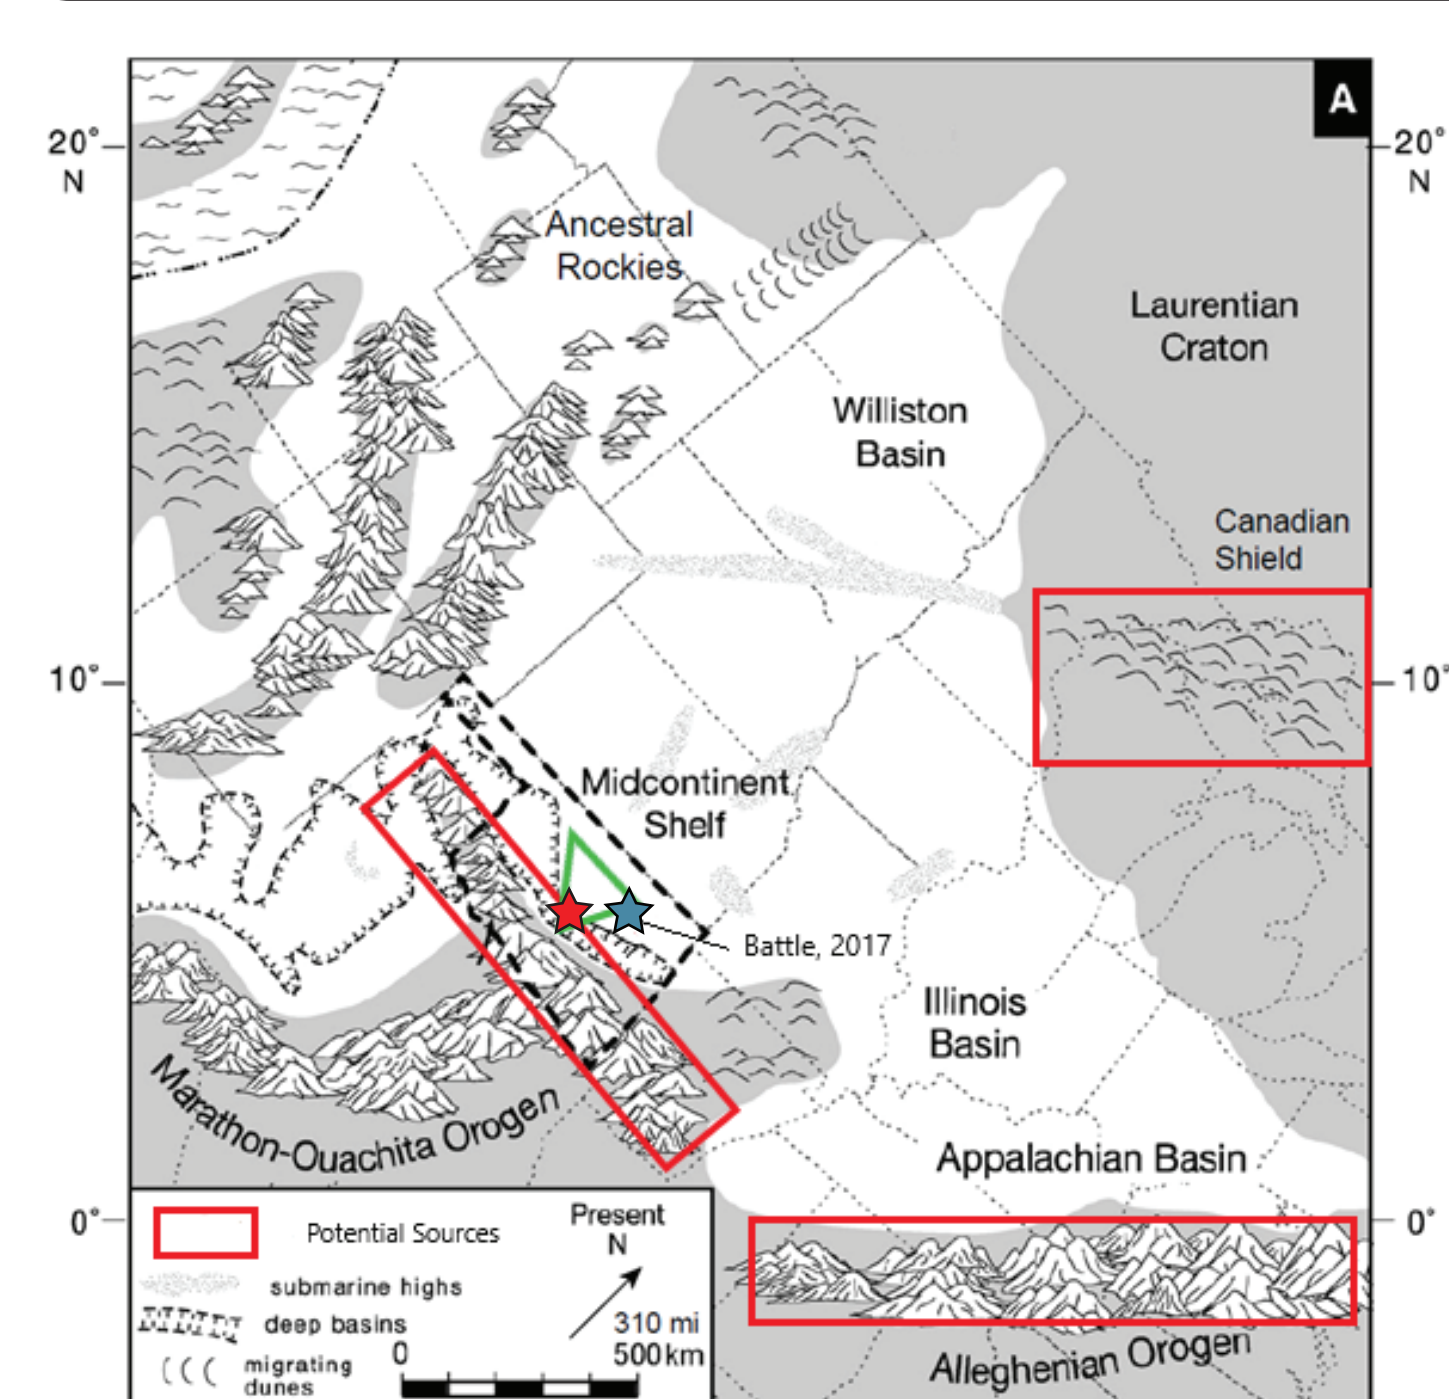 A
20°
N
20°
N
Ancestral
Rockies
Laurentian
Craton
Williston
Basin
Canadian
Shield
10°
10°
Midcontinent
Shelf
Battle, 2017
Illinois
Basin
Marathon-Ouachita Orogen
Appalachian Basin
0°
0°
Potential Sources
submarine highs
deep basins
migrating
dunes
Present
N
310 mi
0
500km
Alleghenian Orogen